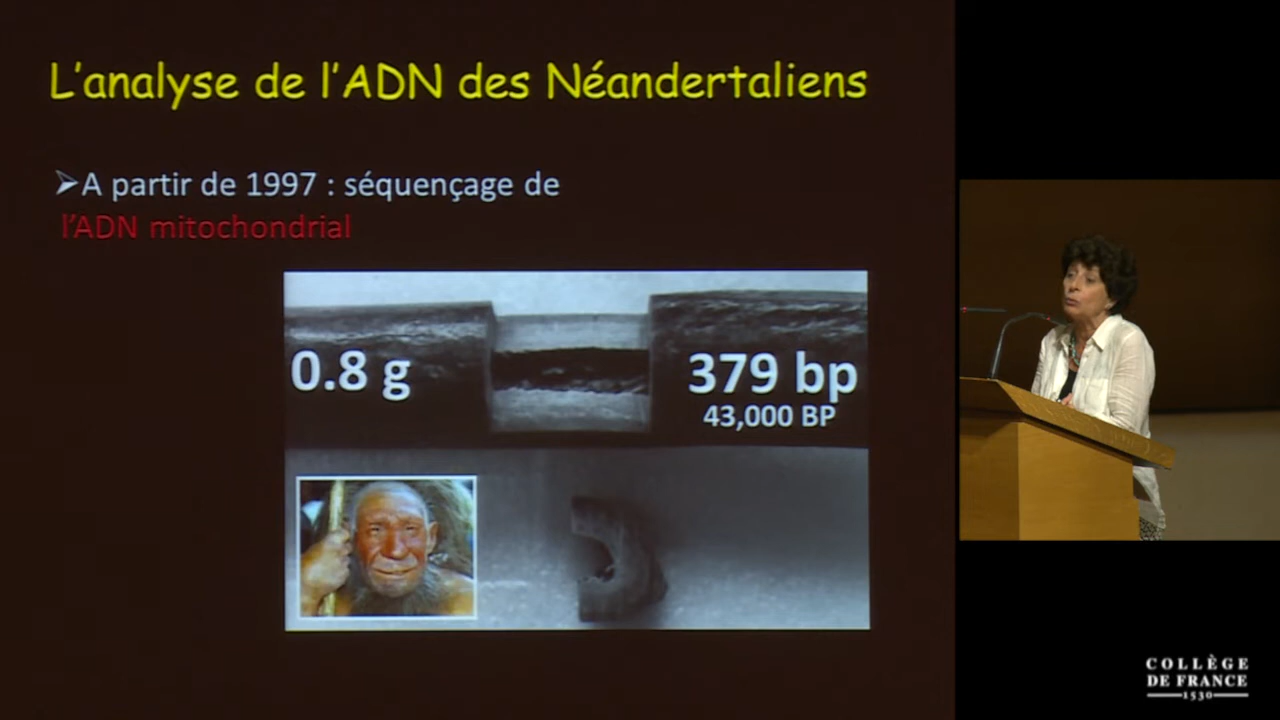 L'analyse de l'ADN des Néandertaliens
➢A partir de 1997 : séquençage de
l'ADN mitochondrial
0.8 g
379 bp
43,000 BP
COLLÈGE
DE FRANCE
1530